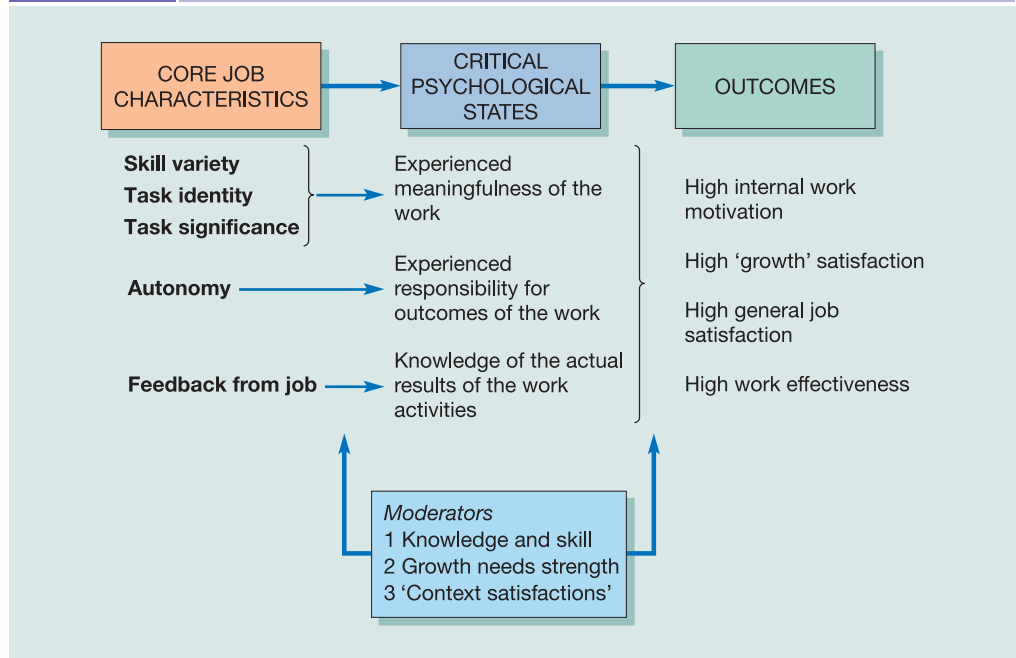 CORE JOB
CHARACTERISTICS
CRITICAL
PSYCHOLOGICAL
STATES
OUTCOMES
Skill variety
Task identity
Task significance
Experienced
meaningfulness of the
work
Autonomy
Experienced
responsibility for
outcomes of the work
Feedback from job
Knowledge of the actual
results of the work
activities
High internal work
motivation
High ‘growth’ satisfaction
High general job
satisfaction
High work effectiveness
Moderators
1 Knowledge and skill
2 Growth needs strength
3 ‘Context satisfactions’